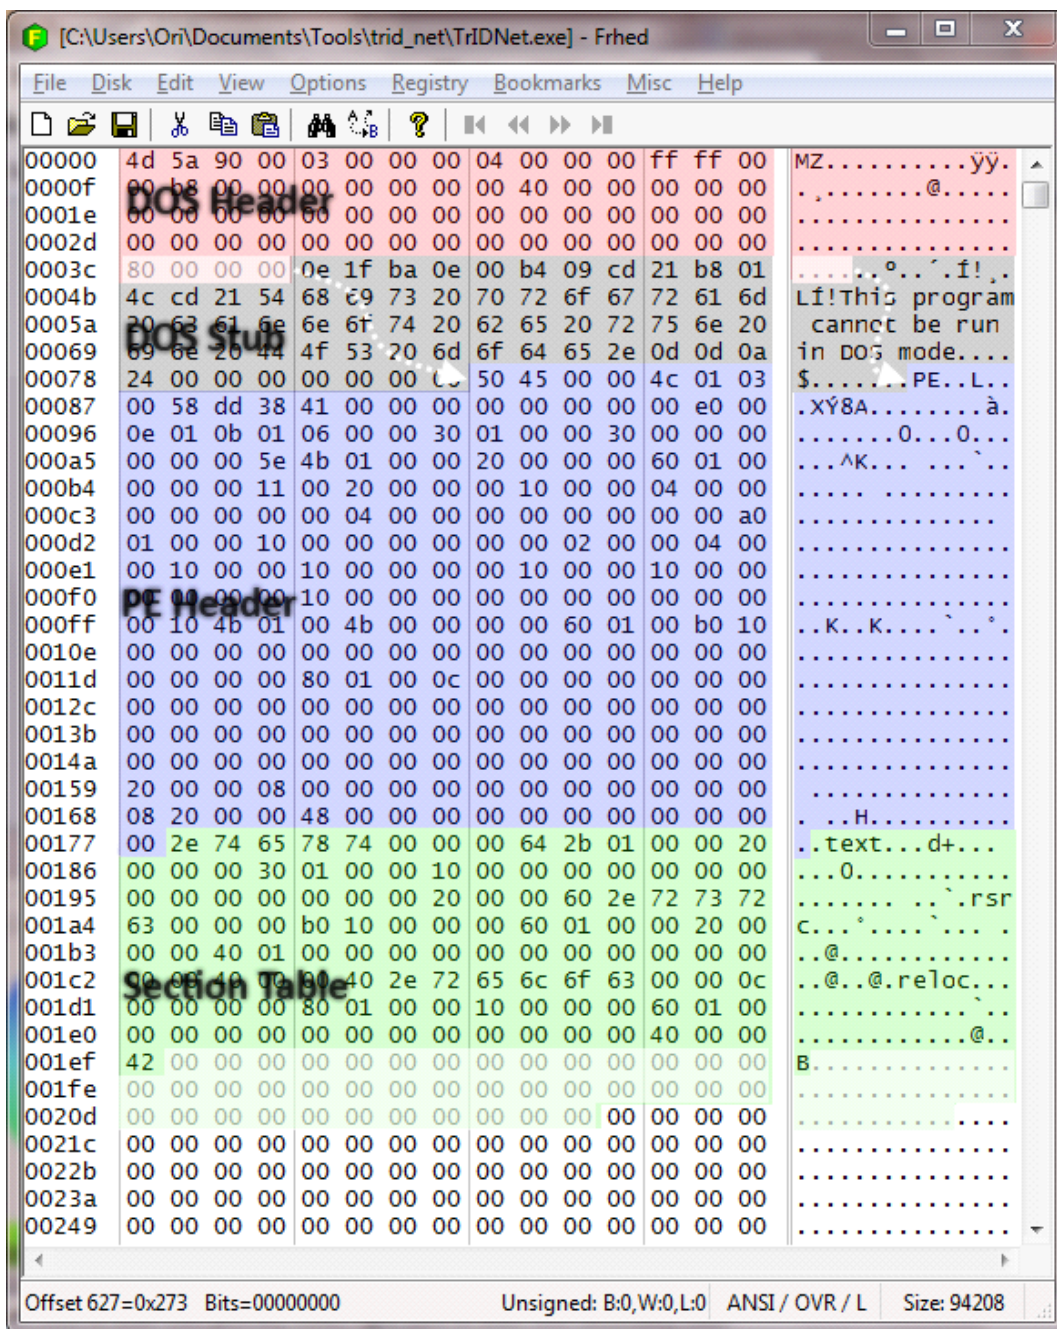 [C:\Users\Ori\Documents\Tools\trid_net\TrIDNet.exe] - Frhed
File Disk Edit View Options Registry Bookmarks Misc Help
00000 4d 5a 90 00 03 00 00 00 04 00 00 00 ff ff 00 MZ..........ÿÿ.
0000f 00 b8 00 00 00 00 00 00 00 40 00 00 00 00 00 .¸.......@.....
DOS Header
0001e 00 00 00 00 00 00 00 00 00 00 00 00 00 00 00 ...............
0002d 00 00 00 00 00 00 00 00 00 00 00 00 00 00 00 ...............
0003c 80 00 00 00 0e 1f ba 0e 00 b4 09 cd 21 b8 01 ......º..´.Í!¸.
0004b 4c cd 21 54 68 69 73 20 70 72 6f 67 72 61 6d LÍ!This program
0005a 20 63 61 6e 6e 6f 74 20 62 65 20 72 75 6e 20 cannot be run
DOS Stub
00069 69 6e 20 44 4f 53 20 6d 6f 64 65 2e 0d 0d 0a in DOS mode....
00078 24 00 00 00 00 00 00 00 50 45 00 00 4c 01 03 $.......PE..L..
00087 00 58 dd 38 41 00 00 00 00 00 00 00 00 e0 00 .XÝ8A........à.
00096 0e 01 0b 01 06 00 00 30 01 00 00 30 00 00 00 .......0...0...
000a5 00 00 00 5e 4b 01 00 00 20 00 00 00 60 01 00 ...^K... ...`..
000b4 00 00 00 11 00 20 00 00 00 10 00 00 04 00 00 ..... .........
000c3 00 00 00 00 00 04 00 00 00 00 00 00 00 00 a0 ..............
000d2 01 00 00 10 00 00 00 00 00 00 02 00 00 04 00 ...............
000e1 00 10 00 00 10 00 00 00 00 10 00 00 10 00 00 ...............
000f0 00 00 00 00 10 00 00 00 00 00 00 00 00 00 00 ...............
PE Header
000ff 00 10 4b 01 00 4b 00 00 00 00 60 01 00 b0 10 ..K..K....`..°.
0010e 00 00 00 00 00 00 00 00 00 00 00 00 00 00 00 ...............
0011d 00 00 00 00 80 01 00 0c 00 00 00 00 00 00 00 ...............
0012c 00 00 00 00 00 00 00 00 00 00 00 00 00 00 00 ...............
0013b 00 00 00 00 00 00 00 00 00 00 00 00 00 00 00 ...............
0014a 00 00 00 00 00 00 00 00 00 00 00 00 00 00 00 ...............
00159 20 00 00 08 00 00 00 00 00 00 00 00 00 00 00 ..............
00168 08 20 00 00 48 00 00 00 00 00 00 00 00 00 00 . ..H..........
00177 00 2e 74 65 78 74 00 00 00 64 2b 01 00 00 20 ..text...d+...
00186 00 00 00 30 01 00 00 10 00 00 00 00 00 00 00 ...0...........
00195 00 00 00 00 00 00 00 20 00 00 60 2e 72 73 72 ....... ..`.rsr
001a4 63 00 00 00 b0 10 00 00 00 60 01 00 00 20 00 c...°....`... .
001b3 00 00 40 01 00 00 00 00 00 00 00 00 00 00 00 ..@............
001c2 00 00 40 00 00 40 2e 72 65 6c 6f 63 00 00 0c ..@..@.reloc...
Section Table
001d1 00 00 00 00 80 01 00 00 10 00 00 00 60 01 00 ............`..
001e0 00 00 00 00 00 00 00 00 00 00 00 00 40 00 00 ............@..
001ef 42 00 00 00 00 00 00 00 00 00 00 00 00 00 00 B..............
001fe 00 00 00 00 00 00 00 00 00 00 00 00 00 00 00 ...............
0020d 00 00 00 00 00 00 00 00 00 00 00 00 00 00 00 ...............
0021c 00 00 00 00 00 00 00 00 00 00 00 00 00 00 00 ...............
0022b 00 00 00 00 00 00 00 00 00 00 00 00 00 00 00 ...............
0023a 00 00 00 00 00 00 00 00 00 00 00 00 00 00 00 ...............
00249 00 00 00 00 00 00 00 00 00 00 00 00 00 00 00 ...............
Offset 627=0x273 Bits=00000000 Unsigned: B:0,W:0,L:0 ANSI / OVR / L Size: 94208